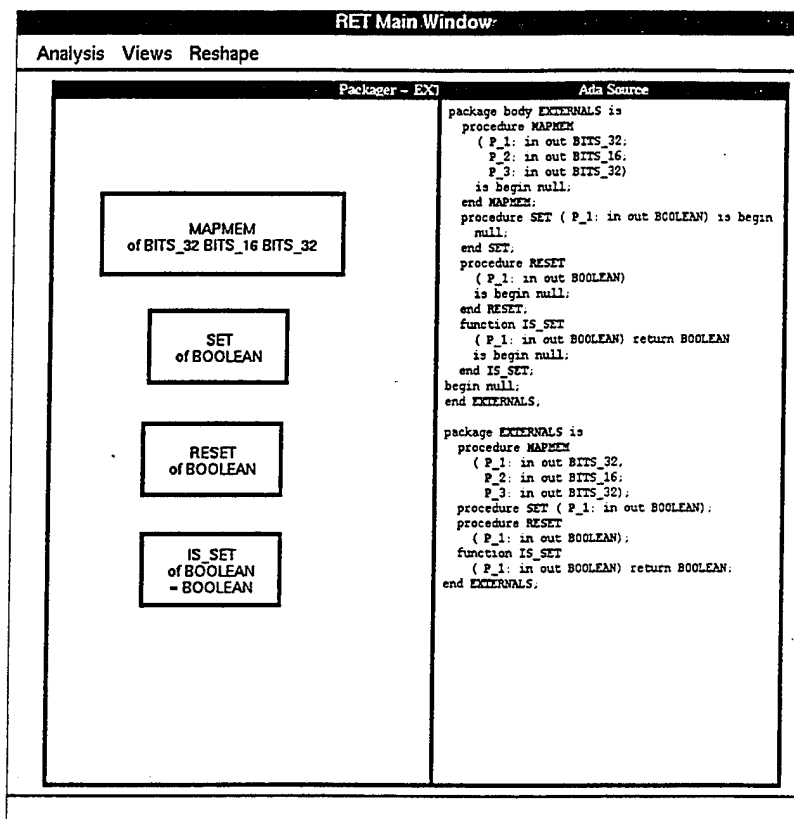 RET Main Window
Analysis Views Reshape
Packager - EXT
MAPMEM
of BITS_32 BITS_16 BITS_32
SET
of BOOLEAN
RESET
of BOOLEAN
IS_SET
of BOOLEAN
- BOOLEAN
Ada Source
package body EXTERNALS is
procedure MAPMEM
( P_1: in out BITS_32;
P_2: in out BITS_16;
P_3: in out BITS_32)
is begin null;
end MAPMEM;
procedure SET ( P_1: in out BOOLEAN) is begin
null;
end SET;
procedure RESET
( P_1: in out BOOLEAN)
is begin null;
end RESET;
function IS_SET
( P_1: in out BOOLEAN) return BOOLEAN
is begin null;
end IS_SET;
begin null;
end EXTERNALS;
package EXTERNALS is
procedure MAPMEM
( P_1: in out BITS_32,
P_2: in out BITS_16;
P_3: in out BITS_32);
procedure SET ( P_1: in out BOOLEAN);
procedure RESET
( P_1: in out BOOLEAN);
function IS_SET
( P_1: in out BOOLEAN) return BOOLEAN;
end EXTERNALS;